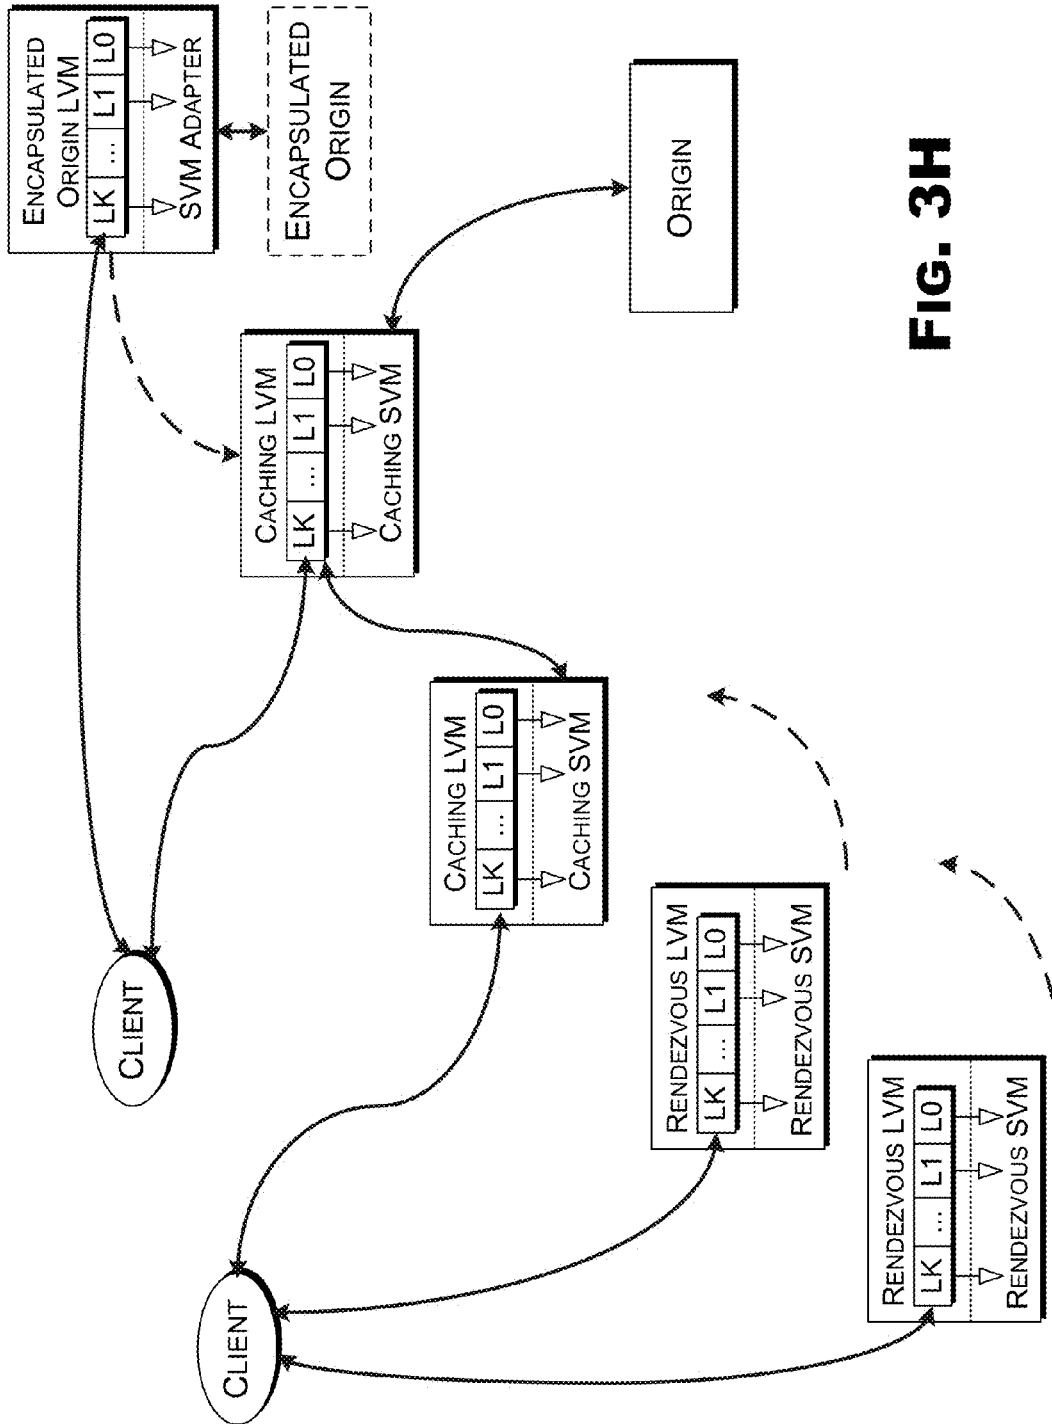 ENCAPSULATED
ORIGIN LVM
LK ... L1 L0
SVM ADAPTER
ENCAPSULATED
ORIGIN
CLIENT
CACHING LVM
LK ... L1 L0
CACHING SVM
CLIENT
CACHING LVM
LK ... L1 L0
CACHING SVM
ORIGIN
RENDEZVOUS LVM
LK ... L1 L0
RENDEZVOUS SVM
RENDEZVOUS LVM
LK ... L1 L0
RENDEZVOUS SVM
FIG. 3H